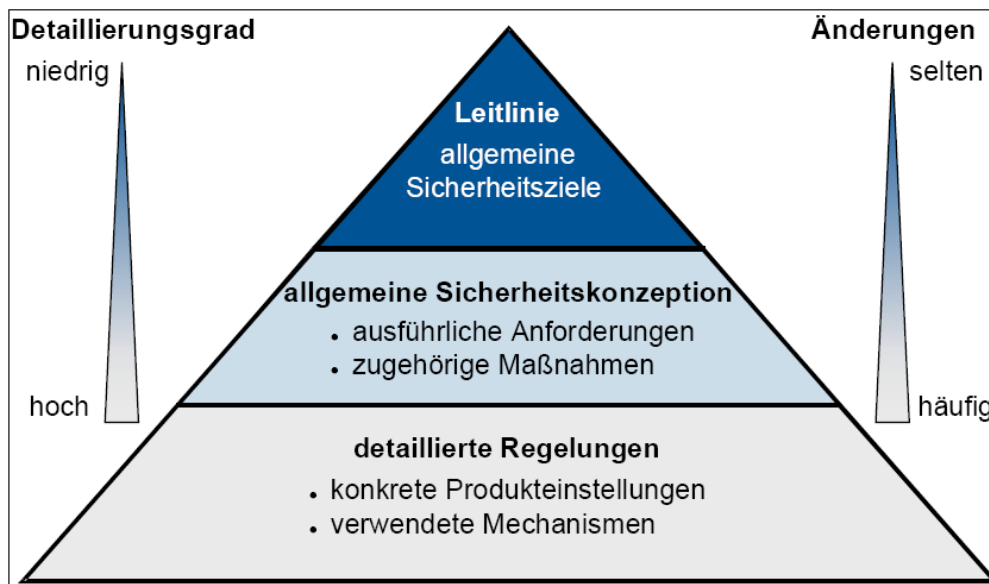 Detaillierungsgrad
Änderungen
niedrig
selten
Leitlinie
allgemeine
Sicherheitsziele
allgemeine Sicherheitskonzeption
• ausführliche Anforderungen
• zugehörige Maßnahmen
hoch
häufig
detaillierte Regelungen
• konkrete Produkteinstellungen
• verwendete Mechanismen